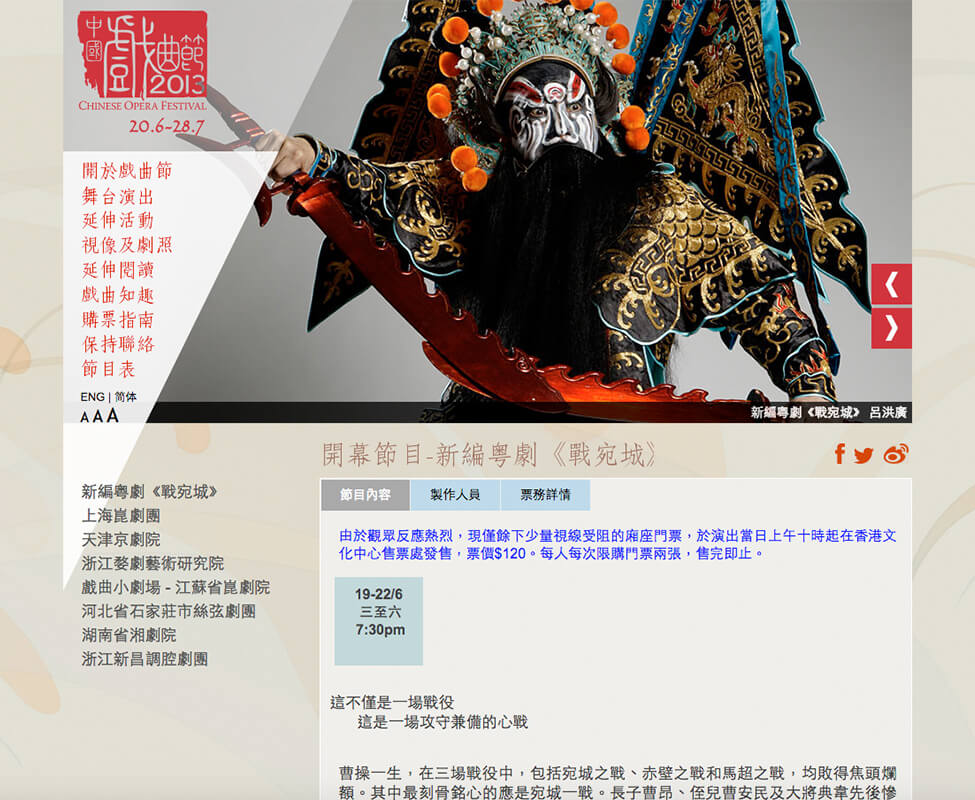 中國
戲曲節
2013
CHINESE OPERA FESTIVAL
20.6-28.7
關於戲曲節
舞台演出
延伸活動
視像及劇照
延伸閱讀
戲曲知趣
購票指南
保持聯絡
節目表
ENG | 简体
A A A
新編粵劇《戰宛城》 呂洪廣
開幕節目-新編粵劇《戰宛城》
新編粵劇《戰宛城》
上海崑劇團
天津京劇院
浙江婺劇藝術研究院
戲曲小劇場 - 江蘇省崑劇院
河北省石家莊市絲弦劇團
湖南省湘劇院
浙江新昌調腔劇團
節目內容 製作人員 票務詳情
由於觀眾反應熱烈，現僅餘下少量視線受阻的廂座門票，於演出當日上午十時起在香港文
化中心售票處發售，票價$120。每人每次限購門票兩張，售完即止。
19-22/6
三至六
7:30pm
這不僅是一場戰役
這是一場攻守兼備的心戰
曹操一生，在三場戰役中，包括宛城之戰、赤壁之戰和馬超之戰，均敗得焦頭爛
額。其中最刻骨銘心的應是宛城一戰。長子曹昂、侄兒曹安民及大將典韋先後慘